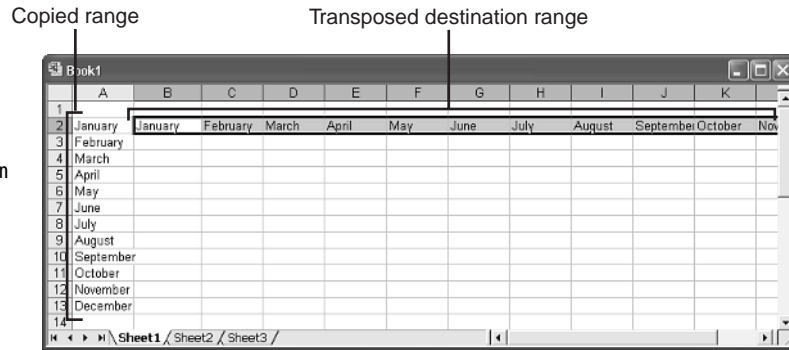 Copied range Transposed destination range
Book1
A B C D E F G H I J K
1
2 January January February March April May June July August September October Nov
3 February
4 March
n
5 April
6 May
7 June
8 July
9 August
10 September
11 October
12 November
13 December
14
Sheet1 Sheet2 Sheet3